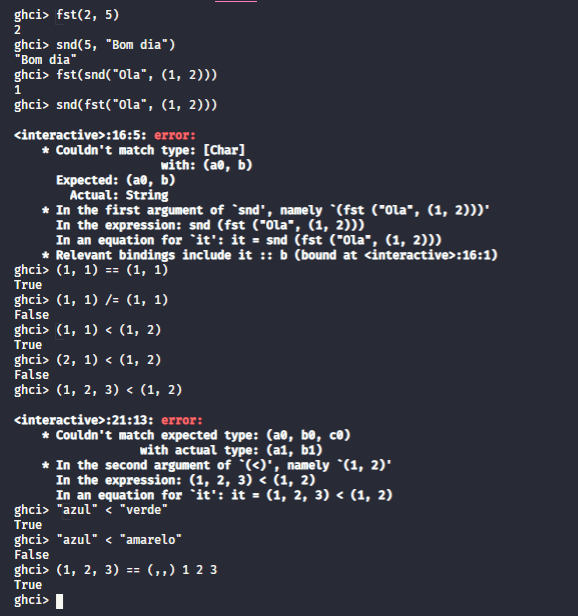 ghci> fst(2, 5)
2
ghci> snd(5, "Bom dia")
"Bom dia"
ghci> fst(snd("Ola", (1, 2)))
1
ghci> snd(fst("Ola", (1, 2)))

<interactive>:16:5: error:
    * Couldn't match type: [Char]
                     with: (a0, b)
      Expected: (a0, b)
        Actual: String
    * In the first argument of `snd', namely `(fst ("Ola", (1, 2)))'
      In the expression: snd (fst ("Ola", (1, 2)))
      In an equation for `it': it = snd (fst ("Ola", (1, 2)))
    * Relevant bindings include it :: b (bound at <interactive>:16:1)
ghci> (1, 1) == (1, 1)
True
ghci> (1, 1) /= (1, 1)
False
ghci> (1, 1) < (1, 2)
True
ghci> (2, 1) < (1, 2)
False
ghci> (1, 2, 3) < (1, 2)

<interactive>:21:13: error:
    * Couldn't match expected type: (a0, b0, c0)
                  with actual type: (a1, b1)
    * In the second argument of `(<)', namely `(1, 2)'
      In the expression: (1, 2, 3) < (1, 2)
      In an equation for `it': it = (1, 2, 3) < (1, 2)
ghci> "azul" < "verde"
True
ghci> "azul" < "amarelo"
False
ghci> (1, 2, 3) == (,,) 1 2 3
True
ghci>